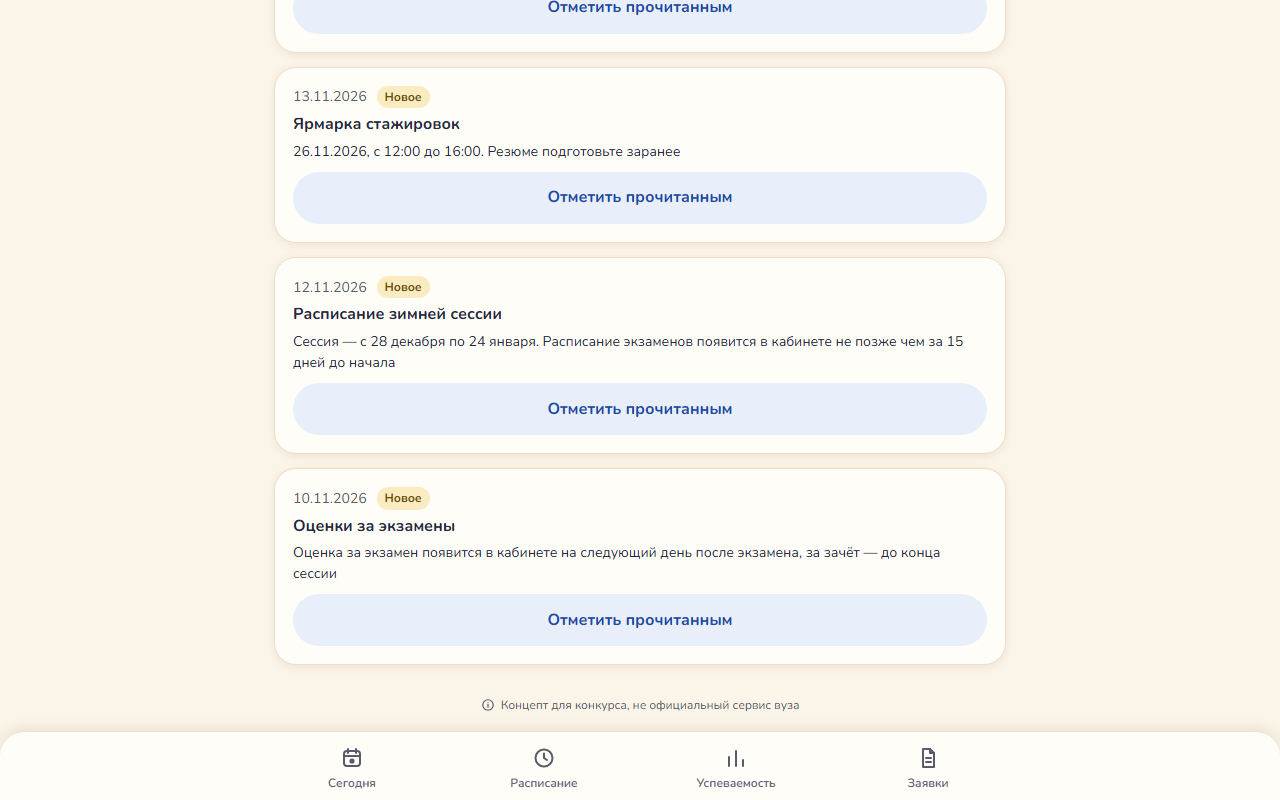 Отметить прочитанным
13.11.2026 Новое
Ярмарка стажировок
26.11.2026, с 12:00 до 16:00. Резюме подготовьте заранее
Отметить прочитанным
12.11.2026 Новое
Расписание зимней сессии
Сессия — с 28 декабря по 24 января. Расписание экзаменов появится в кабинете не позже чем за 15
дней до начала
Отметить прочитанным
10.11.2026 Новое
Оценки за экзамены
Оценка за экзамен появится в кабинете на следующий день после экзамена, за зачёт — до конца
сессии
Отметить прочитанным
Концепт для конкурса, не официальный сервис вуза
Сегодня Расписание Успеваемость Заявки